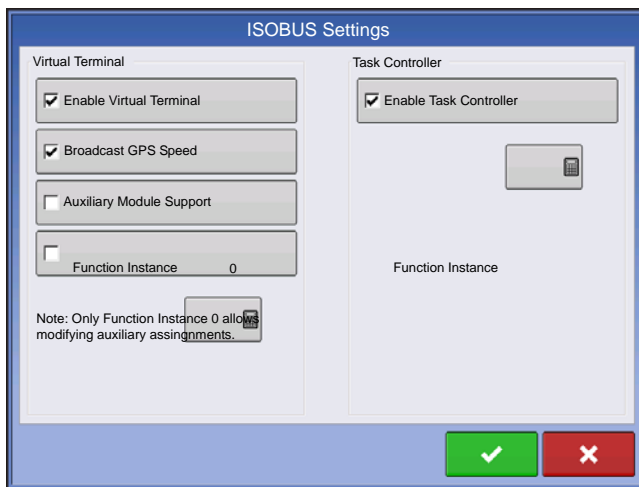 ISOBUS Settings
Virtual Terminal
Enable Virtual Terminal
Broadcast GPS Speed
Auxiliary Module Support
Function Instance 0
Note: Only Function Instance 0 allows
modifying auxiliary assingnments.
Task Controller
Enable Task Controller
Function Instance